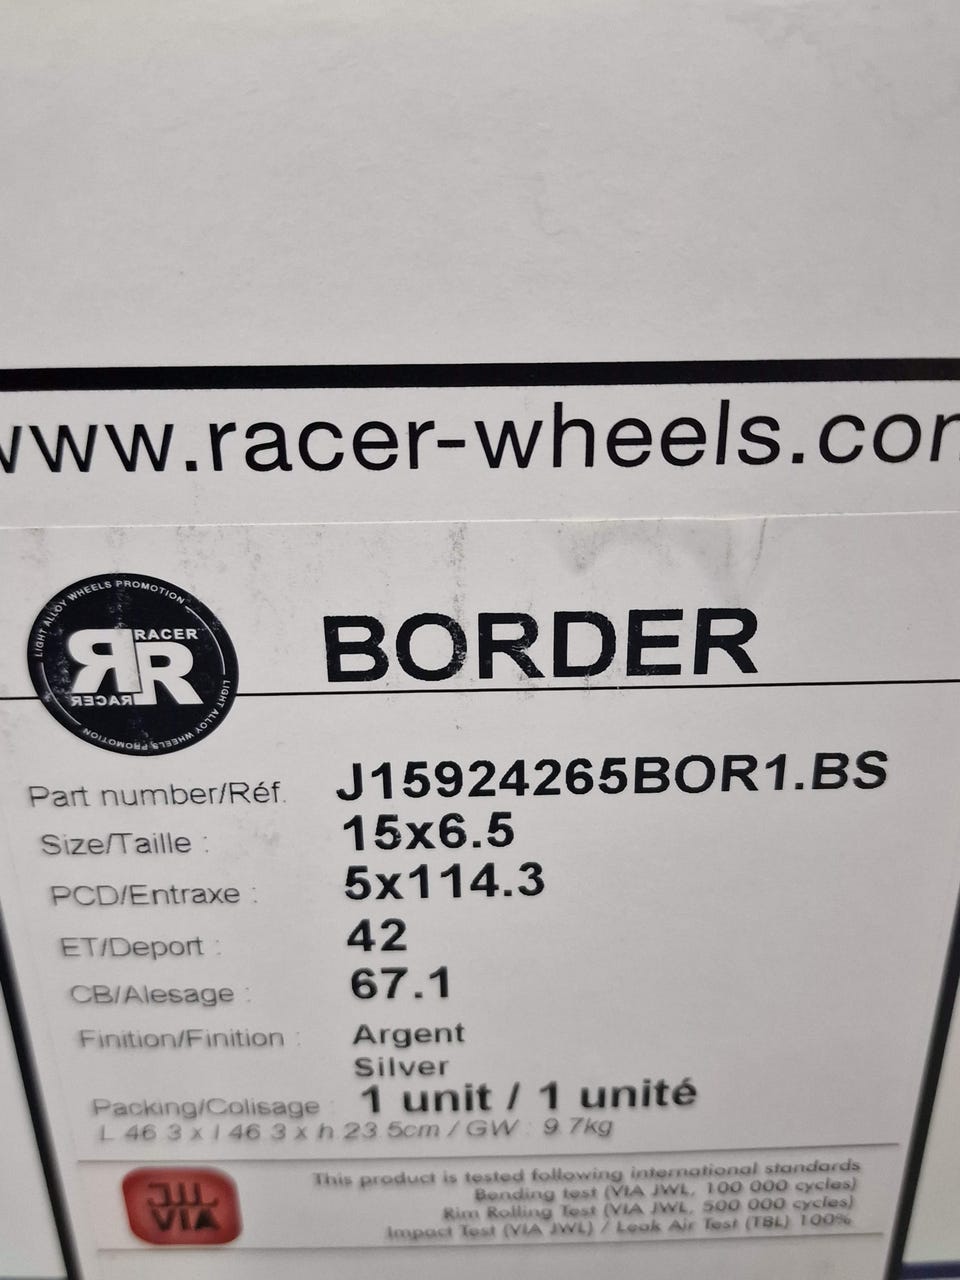 www.racer-wheels.com
LIGHT ALLOY WHEELS PROMOTION
RACER
RR
RACER
LIGHT ALLOY WHEELS PROMOTION
BORDER
Part number/Réf. J15924265BOR1.BS
Size/Taille : 15x6.5
PCD/Entraxe : 5x114.3
ET/Deport : 42
CB/Alesage : 67.1
Finition/Finition : Argent
Silver
Packing/Colisage : 1 unit / 1 unité
L 46.3 x l 46.3 x h 23.5cm / GW : 9.7kg
JWL
VIA
This product is tested following international standards
Bending test (VIA JWL, 100 000 cycles)
Rim Rolling Test (VIA JWL, 500 000 cycles)
Impact Test (VIA JWL) / Leak Air Test (TBL) 100%